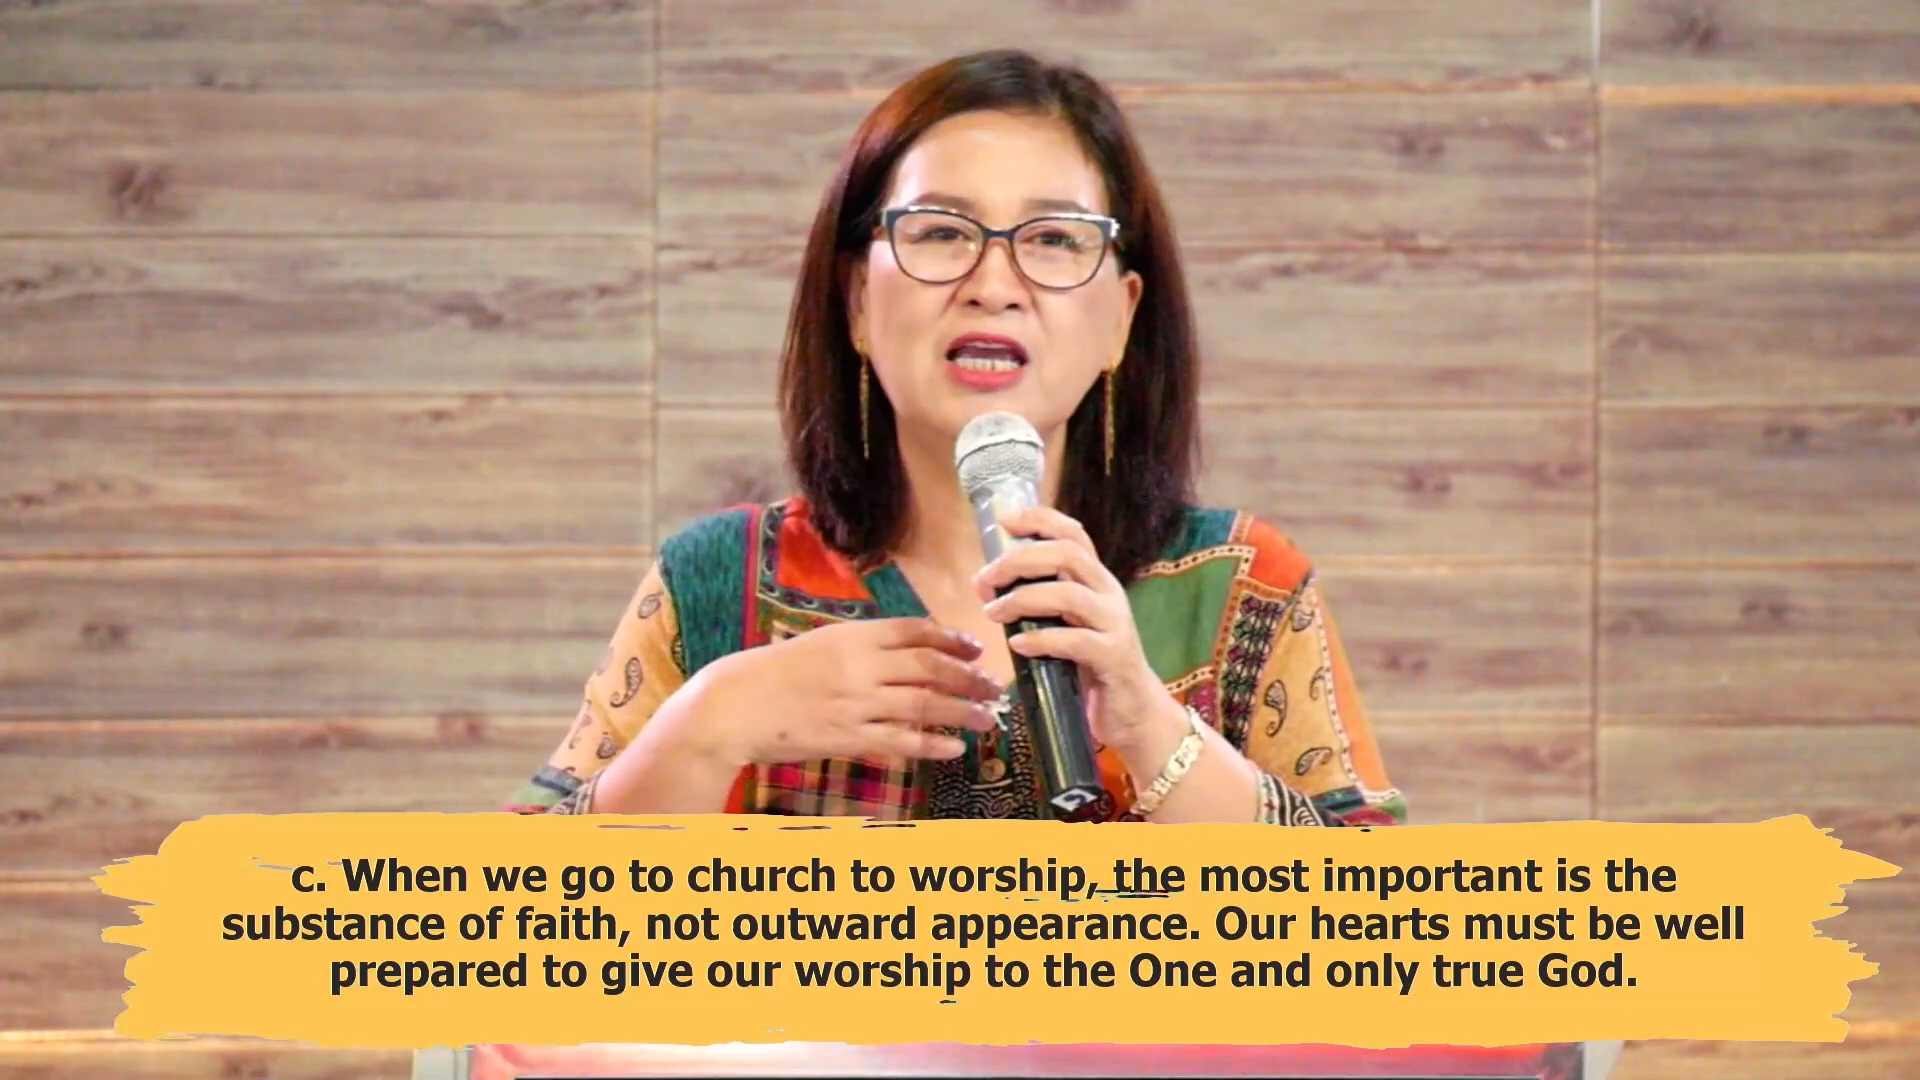 c. When we go to church to worship, the most important is the
substance of faith, not outward appearance. Our hearts must be well
prepared to give our worship to the One and only true God.